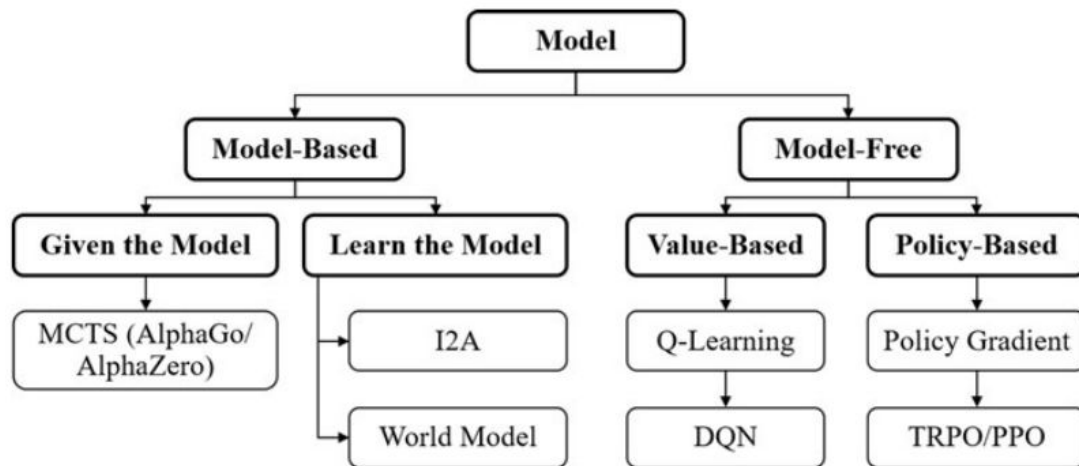 Model
Model-Based
Model-Free
Given the Model
Learn the Model
Value-Based
Policy-Based
MCTS (AlphaGo/
AlphaZero)
I2A
Q-Learning
Policy Gradient
World Model
DQN
TRPO/PPO